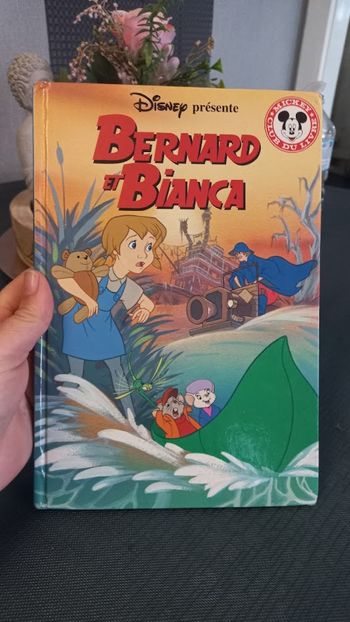 Disney présente
BERNARD
ET BIANCA
MICKEY
CLUB DU LIVRE